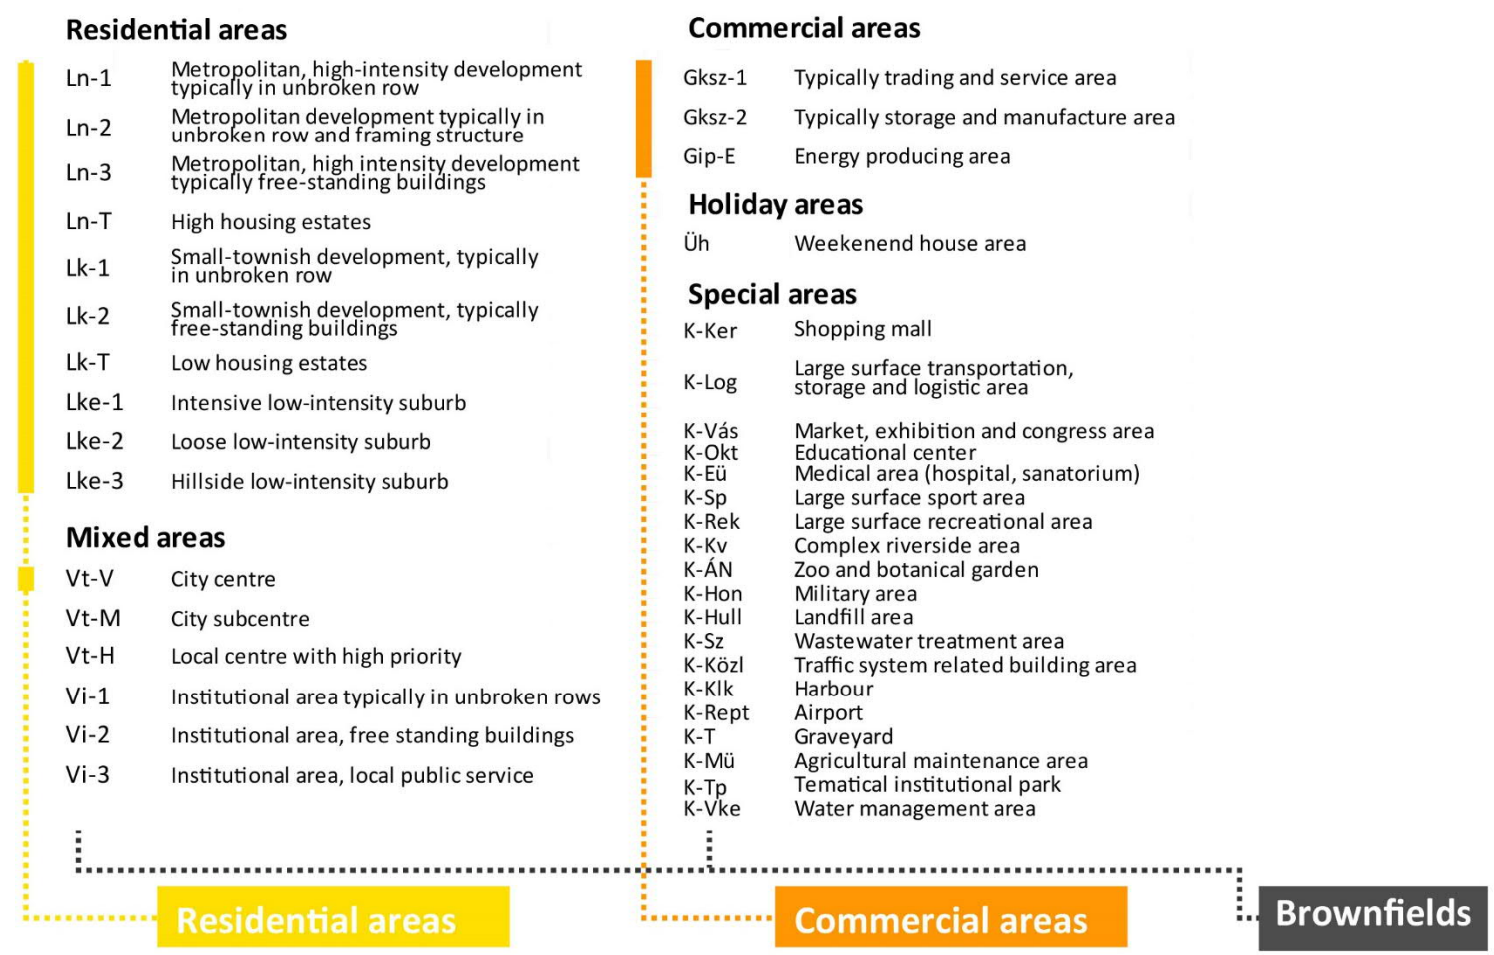 Residential areas
Ln-1 Metropolitan, high-intensity development
typically in unbroken row
Ln-2 Metropolitan development typically in
unbroken row and framing structure
Ln-3 Metropolitan, high intensity development
typically free-standing buildings
Ln-T High housing estates
Lk-1 Small-townish development, typically
in unbroken row
Lk-2 Small-townish development, typically
free-standing buildings
Lk-T Low housing estates
Lke-1 Intensive low-intensity suburb
Lke-2 Loose low-intensity suburb
Lke-3 Hillside low-intensity suburb
Mixed areas
Vt-V City centre
Vt-M City subcentre
Vt-H Local centre with high priority
Vi-1 Institutional area typically in unbroken rows
Vi-2 Institutional area, free standing buildings
Vi-3 Institutional area, local public service
Commercial areas
Gksz-1 Typically trading and service area
Gksz-2 Typically storage and manufacture area
Gip-E Energy producing area
Holiday areas
Üh Weekenend house area
Special areas
K-Ker Shopping mall
K-Log Large surface transportation,
storage and logistic area
K-Vás Market, exhibition and congress area
K-Okt Educational center
K-Eü Medical area (hospital, sanatorium)
K-Sp Large surface sport area
K-Rek Large surface recreational area
K-Kv Complex riverside area
K-ÁN Zoo and botanical garden
K-Hon Military area
K-Hull Landfill area
K-Sz Wastewater treatment area
K-Közl Traffic system related building area
K-Klk Harbour
K-Rept Airport
K-T Graveyard
K-Mü Agricultural maintenance area
K-Tp Tematical institutional park
K-Vke Water management area
Residential areas
Commercial areas
Brownfields